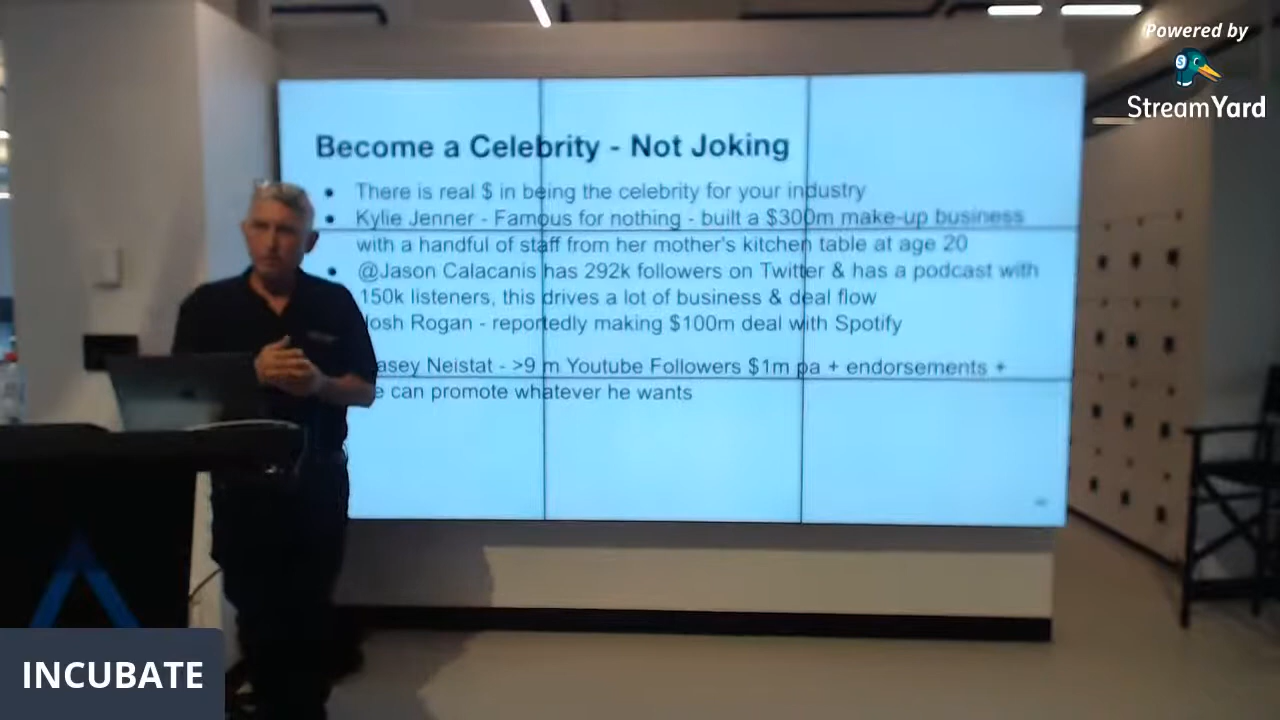 Powered by
StreamYard
Become a Celebrity - Not Joking
• There is real $ in being the celebrity for your industry
• Kylie Jenner - Famous for nothing - built a $300m make-up business
with a handful of staff from her mother's kitchen table at age 20
• @Jason Calacanis has 292k followers on Twitter & has a podcast with
150k listeners, this drives a lot of business & deal flow
Josh Rogan - reportedly making $100m deal with Spotify
asey Neistat - >9 m Youtube Followers $1m pa + endorsements +
e can promote whatever he wants
INCUBATE